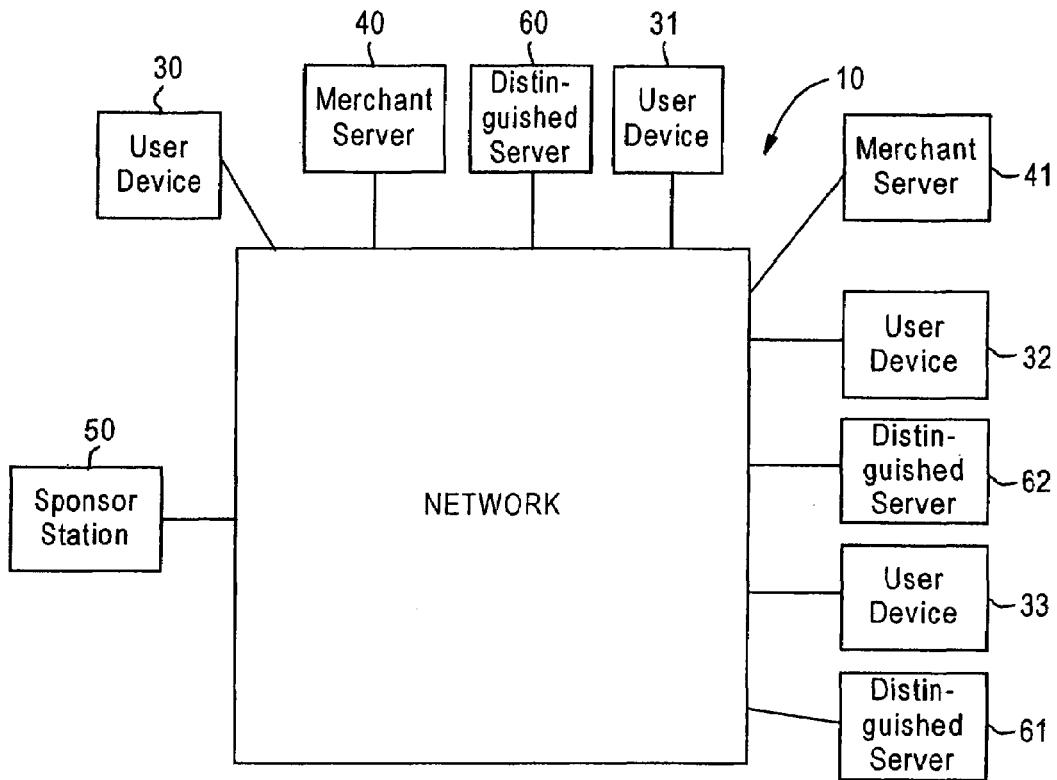 30
User
Device
40
Merchant
Server
60
Distin-
guished
Server
31
User
Device
10
Merchant
Server
41
User
Device
32
Distin-
guished
Server
62
50
Sponsor
Station
NETWORK
User
Device
33
Distin-
guished
Server
61